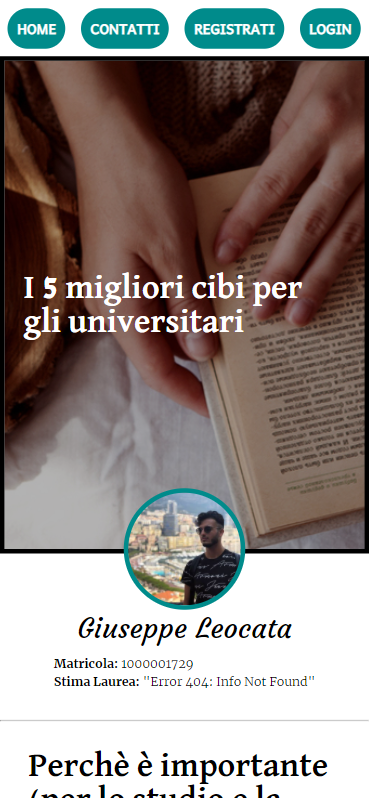 HOME CONTATTI REGISTRATI LOGIN
I 5 migliori cibi per
gli universitari
Giuseppe Leocata
Matricola: 1000001729
Stima Laurea: "Error 404: Info Not Found"
Perchè è importante
(per lo studio e la